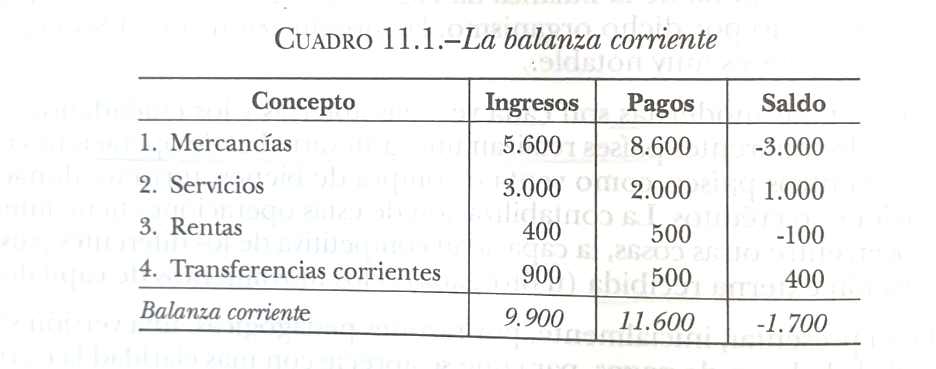 CUADRO 11.1.–La balanza corriente
Concepto Ingresos Pagos Saldo
1. Mercancías 5.600 8.600 -3.000
2. Servicios 3.000 2.000 1.000
3. Rentas 400 500 -100
4. Transferencias corrientes 900 500 400
Balanza corriente 9.900 11.600 -1.700